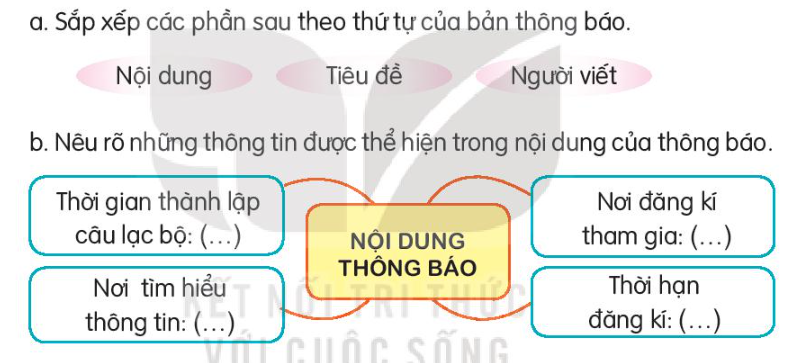 a. Sắp xếp các phần sau theo thứ tự của bản thông báo.
Nội dung Tiêu đề Người viết
b. Nêu rõ những thông tin được thể hiện trong nội dung của thông báo.
Thời gian thành lập
câu lạc bộ: (...)
Nơi tìm hiểu
thông tin: (...)
NỘI DUNG
THÔNG BÁO
Nơi đăng kí
tham gia: (...)
Thời hạn
đăng kí: (...)
KẾT NỐI TRI THỨC
VỚI CUỘC SỐNG